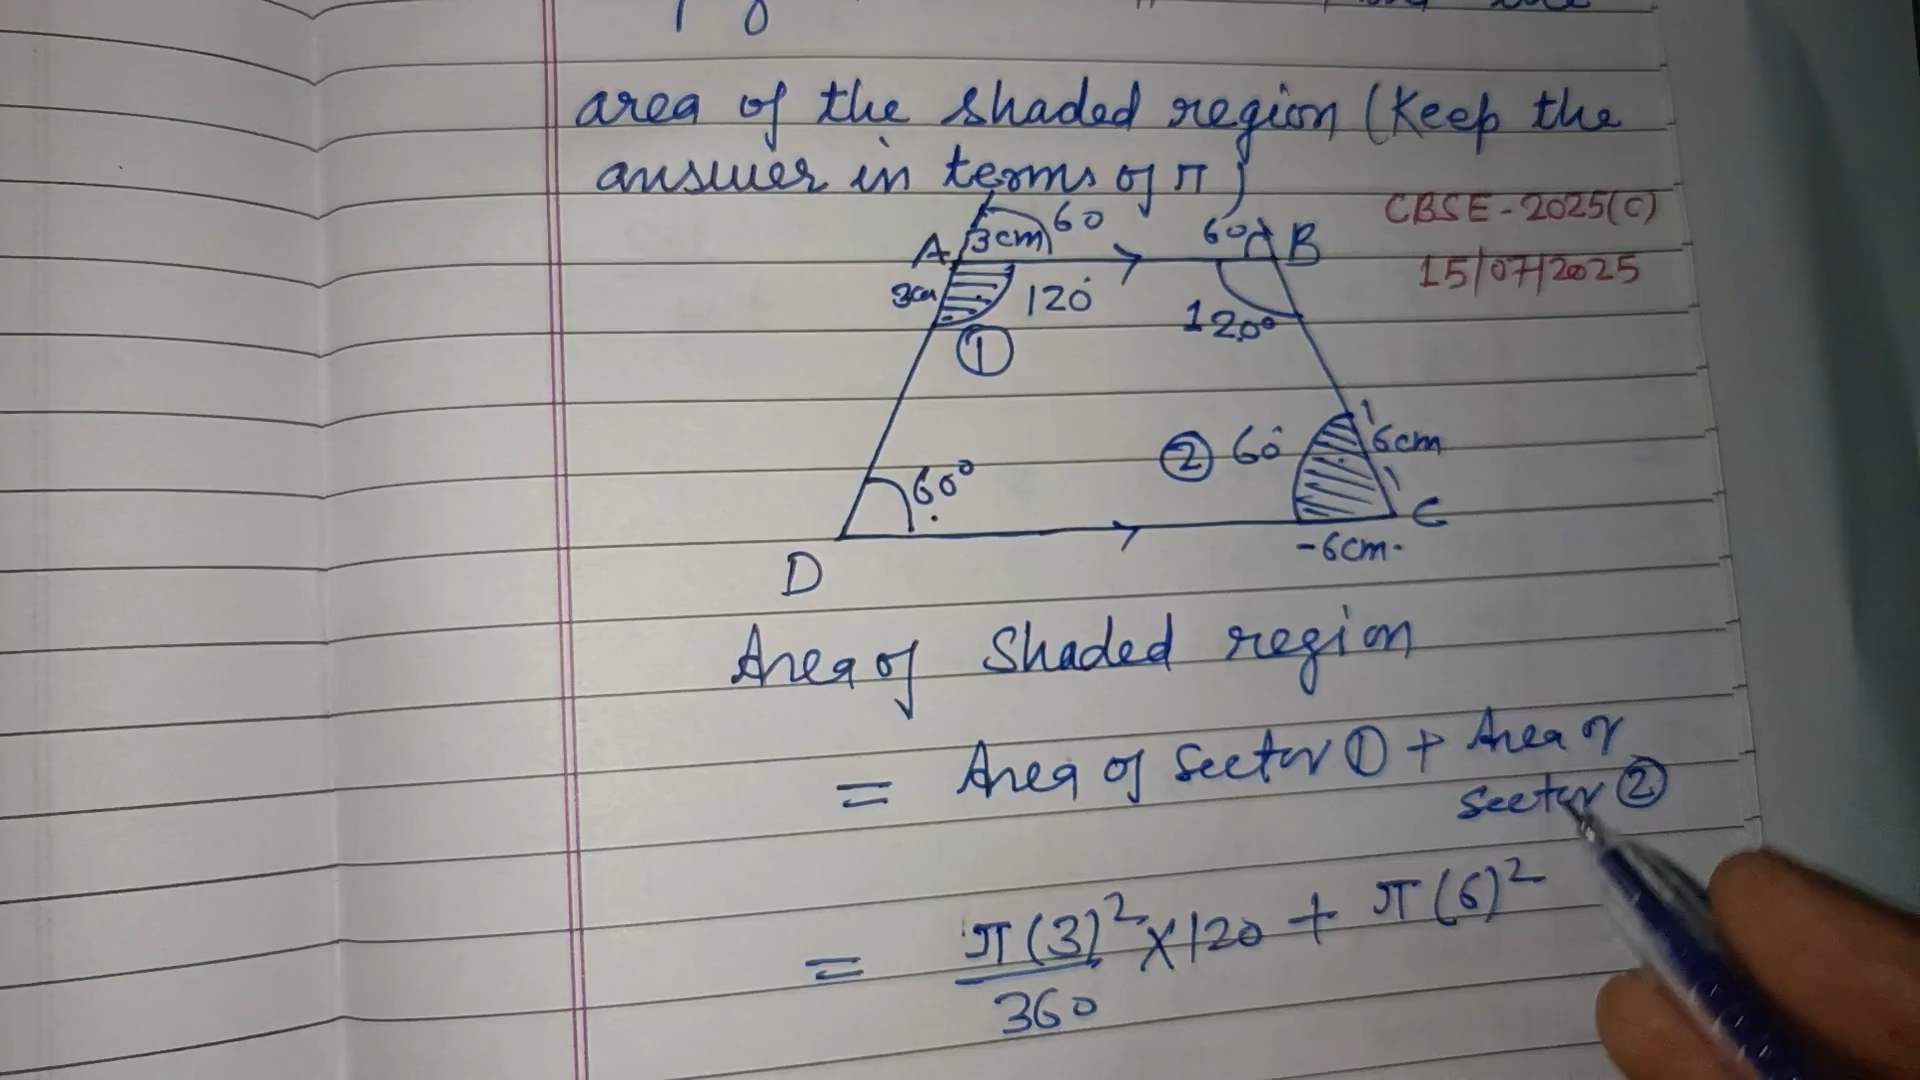 area of the shaded region (Keep the
answer in terms of π)
CBSE-2025(C)
15/07/2025
A 3cm 60
60 B
3cm
120°
120°
①
② 60°
6cm
60°
C
-6cm-
D
Area of Shaded region
= Area of Sector ① + Area of
Sector ②
= π(3)² × 120 + π(6)²
360